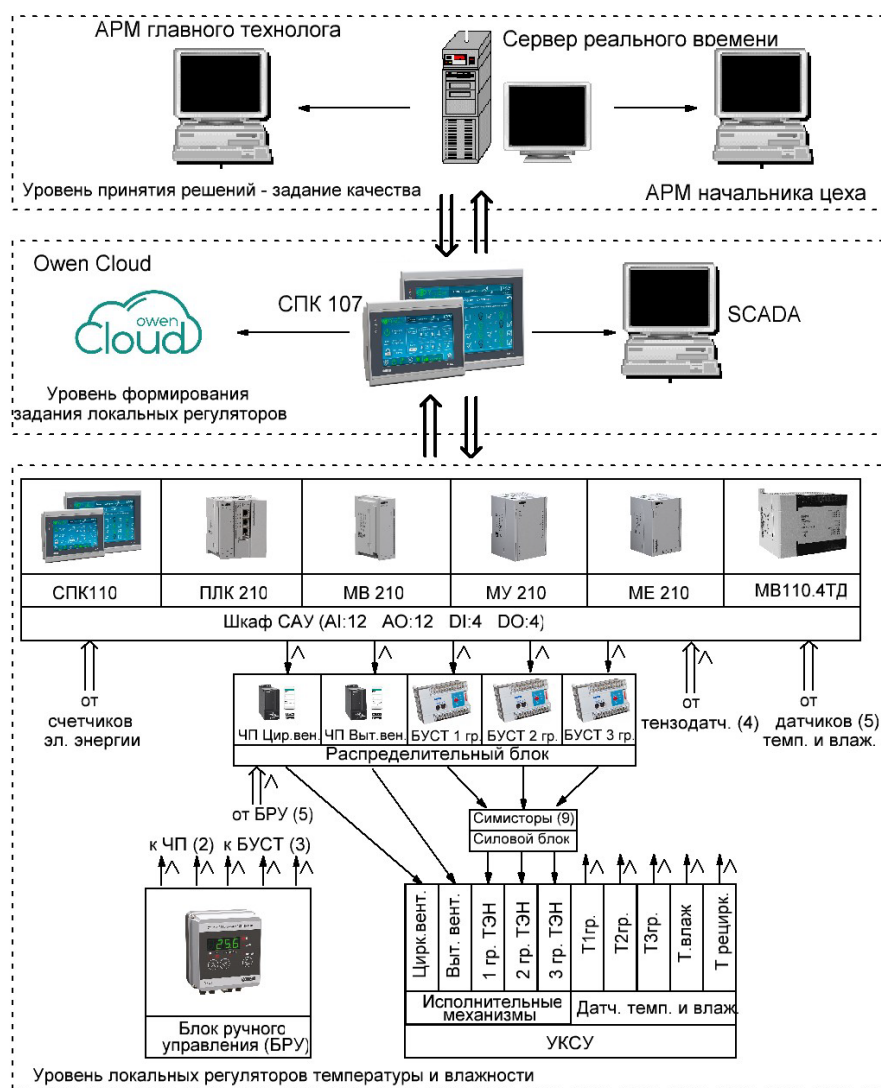 АРМ главного технолога
Сервер реального времени
Уровень принятия решений - задание качества
АРМ начальника цеха
Owen Cloud
СПК 107
owen
Cloud
SCADA
Уровень формирования
задания локальных регуляторов
СПК110
ПЛК 210
МВ 210
МУ 210
МЕ 210
МВ110.4ТД
Шкаф САУ (AI:12 AO:12 DI:4 DO:4)
от
счетчиков
эл. энергии
от
тензодатч. (4)
от
датчиков (5)
темп. и влаж.
ЧП Цир.вен.
ЧП Выт.вен.
БУСТ 1 гр.
БУСТ 2 гр.
БУСТ 3 гр.
Распределительный блок
от БРУ (5)
к ЧП (2)
к БУСТ (3)
Симисторы (9)
Силовой блок
25.6
Цирк.вент.
Выт. вент.
1 гр. ТЭН
2 гр. ТЭН
3 гр. ТЭН
Т1гр.
Т2гр.
Т3гр.
Т.влаж
Т рецирк.
Исполнительные
механизмы
Датч. темп. и влаж.
УКСУ
Блок ручного
управления (БРУ)
Уровень локальных регуляторов температуры и влажности